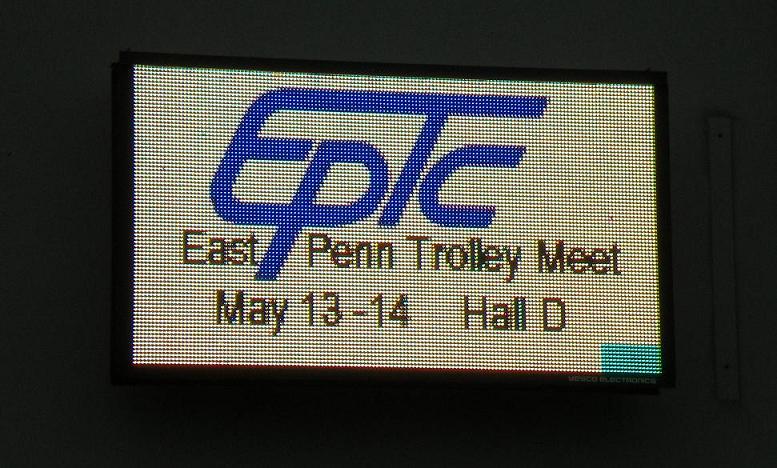 EPTC
East Penn Trolley Meet
May 13-14 Hall D